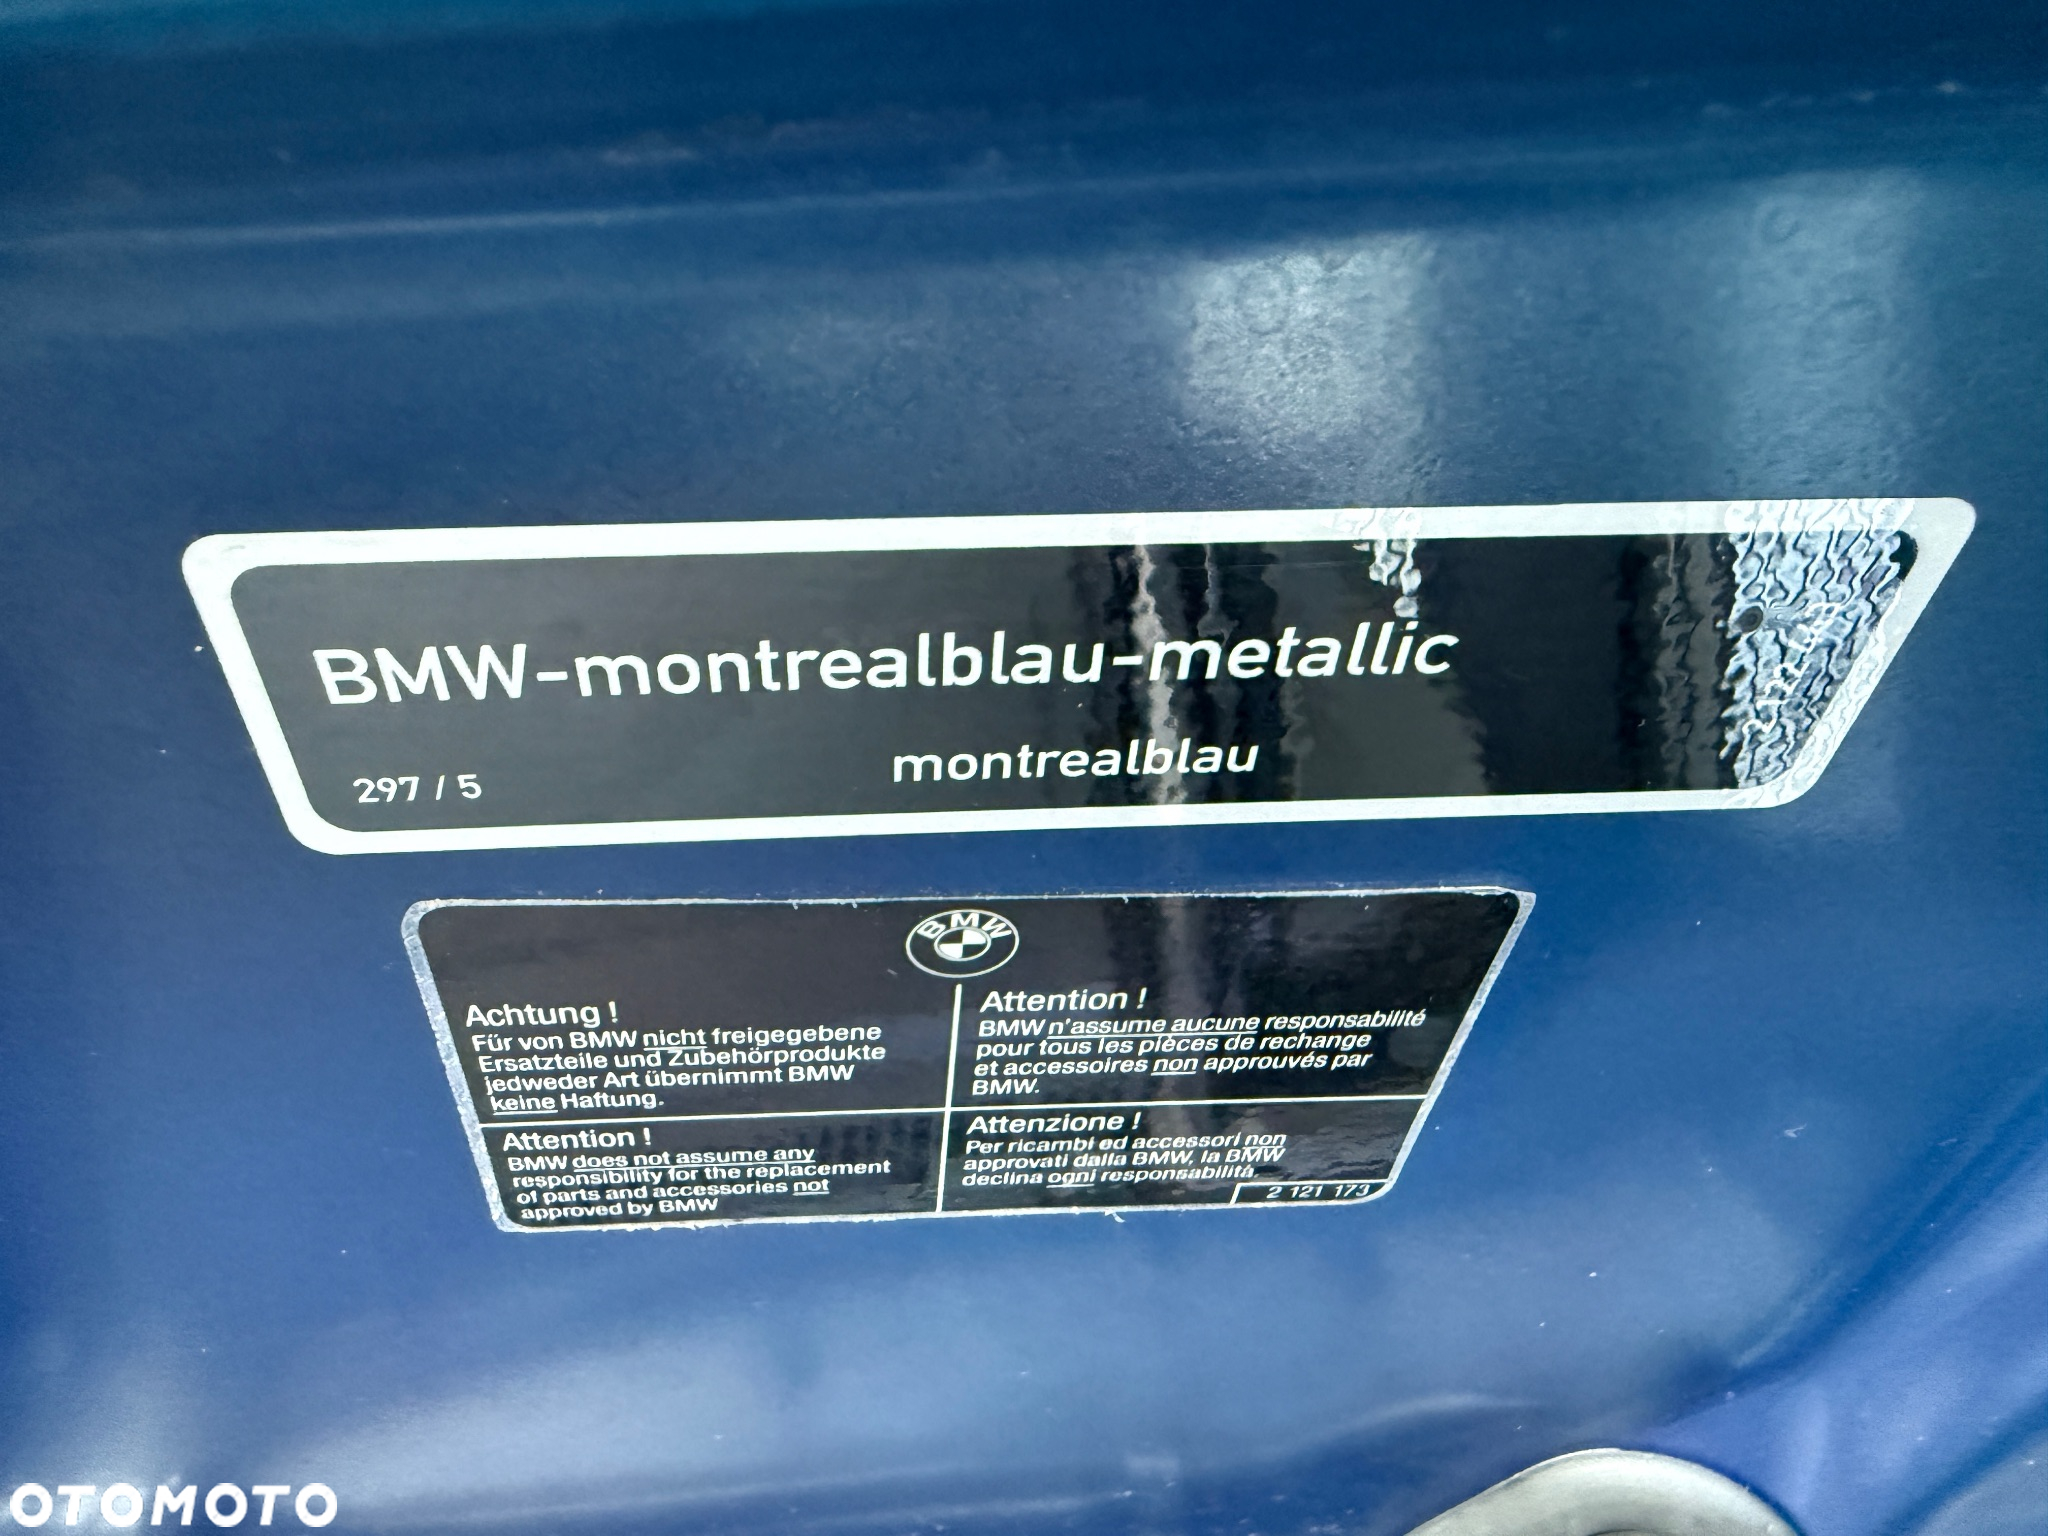 BMW-montrealblau-metallic
montrealblau
297 / 5
BMW
Achtung !
Für von BMW nicht freigegebene
Ersatzteile und Zubehörprodukte
jedweder Art übernimmt BMW
keine Haftung.
Attention !
BMW n'assume aucune responsabilité
pour tous les pièces de rechange
et accessoires non approuvés par
BMW.
Attention !
BMW does not assume any
responsibility for the replacement
of parts and accessories not
approved by BMW
Attenzione !
Per ricambi ed accessori non
approvati dalla BMW, la BMW
declina ogni responsabilitá.
2 121 173
OTOMOTO